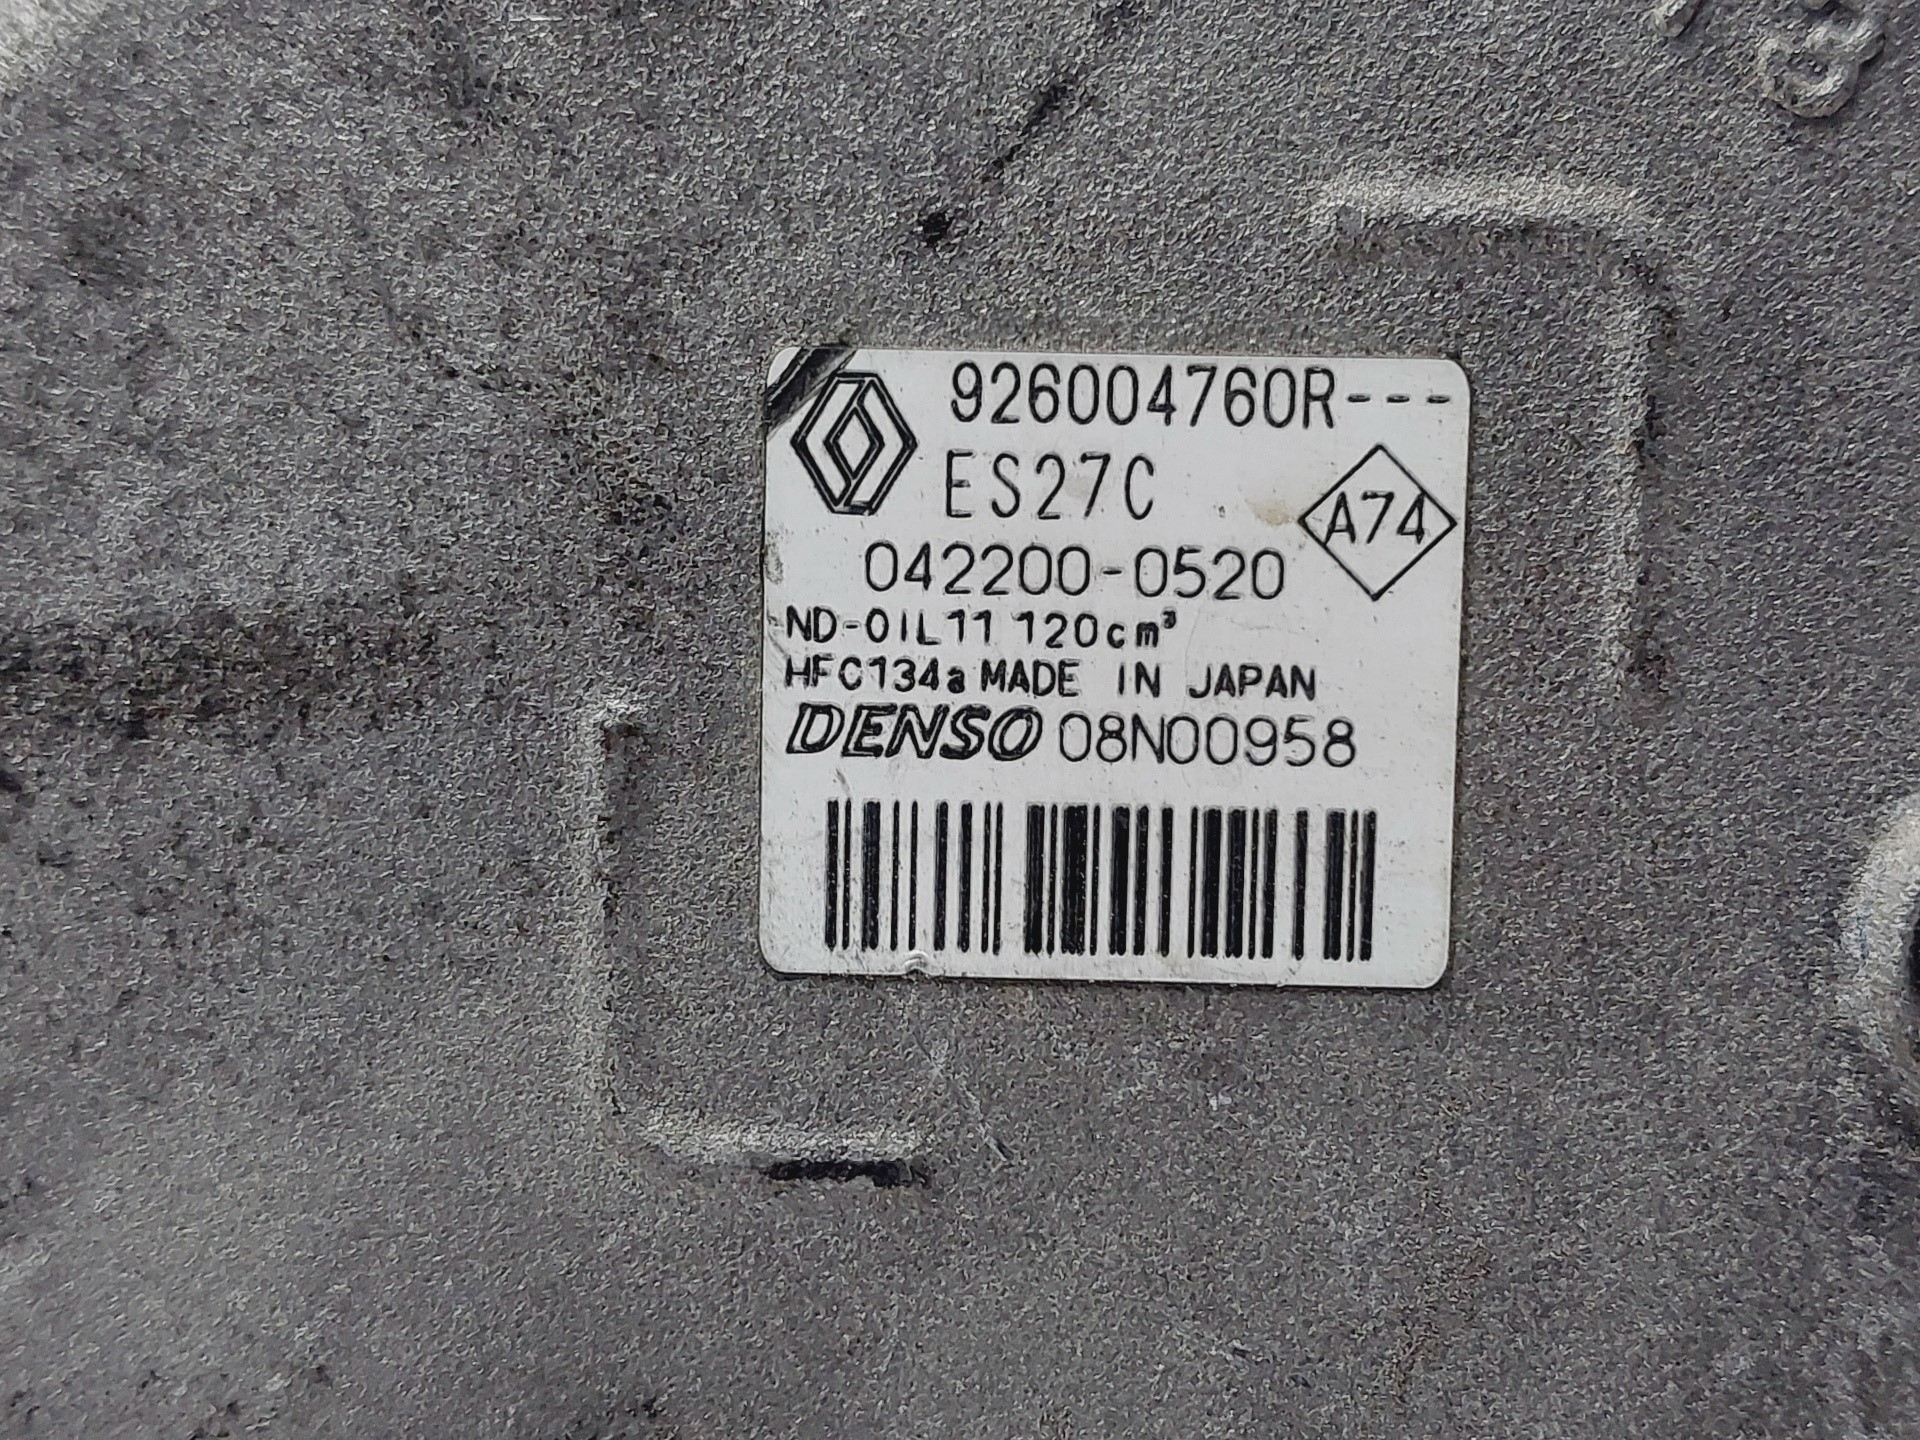 926004760R---
ES27C
A74
042200-0520
ND-OIL11 120cm³
HFC134a MADE IN JAPAN
DENSO 08N00958